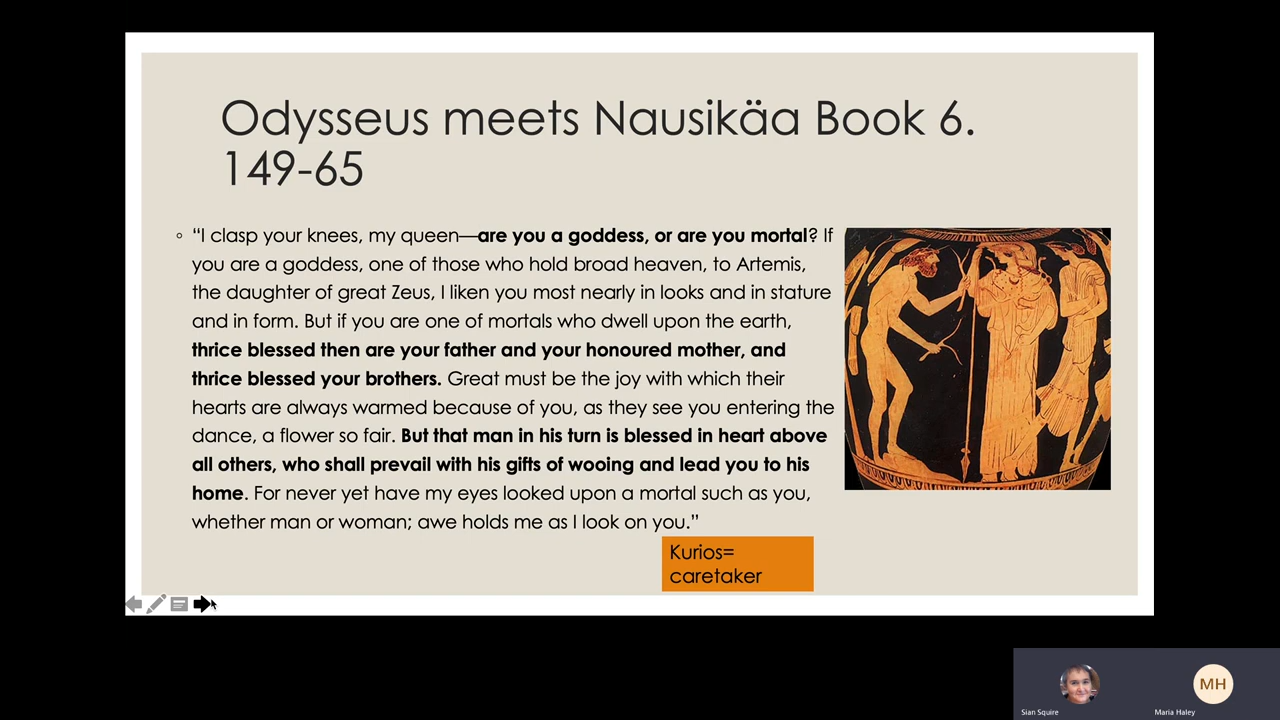 Odysseus meets Nausikäa Book 6.
149-65
◦ “I clasp your knees, my queen—are you a goddess, or are you mortal? If
you are a goddess, one of those who hold broad heaven, to Artemis,
the daughter of great Zeus, I liken you most nearly in looks and in stature
and in form. But if you are one of mortals who dwell upon the earth,
thrice blessed then are your father and your honoured mother, and
thrice blessed your brothers. Great must be the joy with which their
hearts are always warmed because of you, as they see you entering the
dance, a flower so fair. But that man in his turn is blessed in heart above
all others, who shall prevail with his gifts of wooing and lead you to his
home. For never yet have my eyes looked upon a mortal such as you,
whether man or woman; awe holds me as I look on you.”
Kurios=
caretaker
MH
Sian Squire
Maria Haley